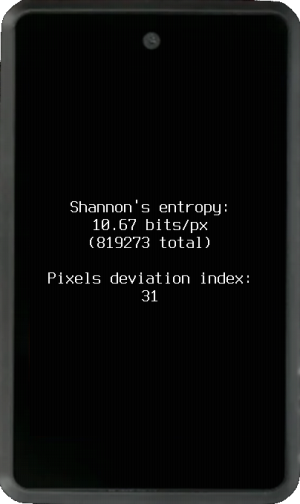 Shannon's entropy:
10.67 bits/px
(819273 total)
Pixels deviation index:
31